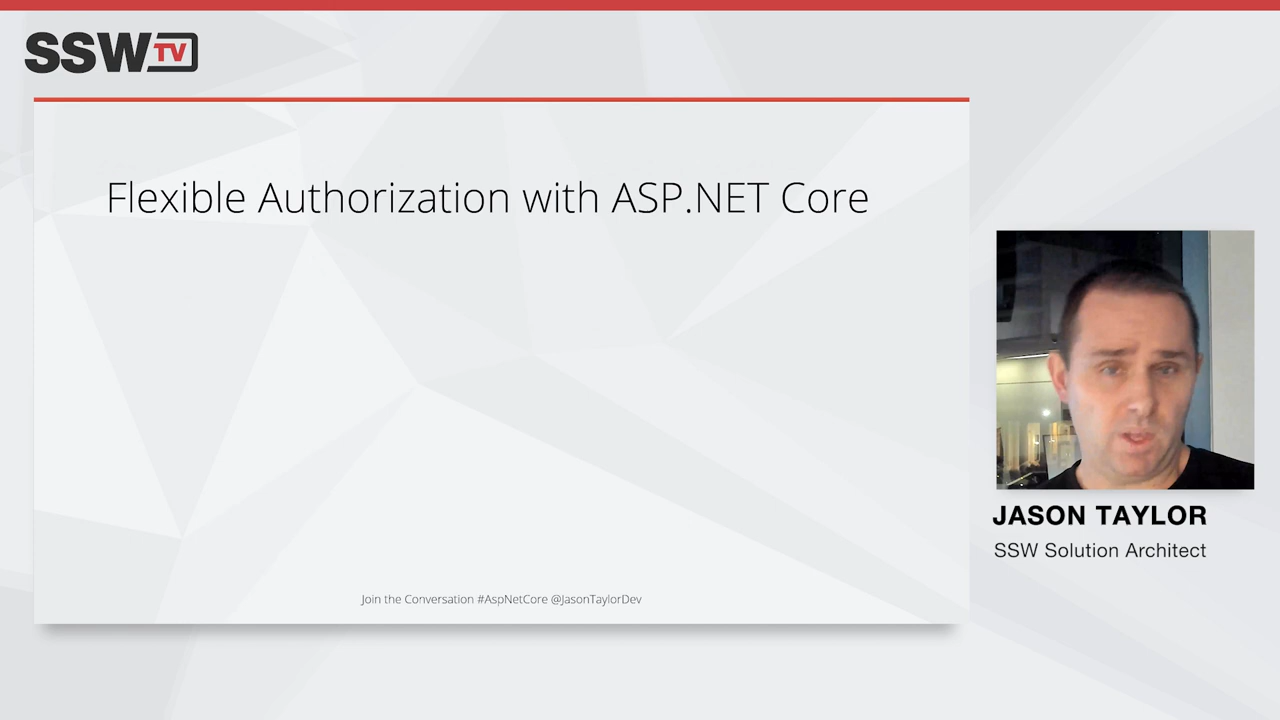 SSW TV
Flexible Authorization with ASP.NET Core
JASON TAYLOR
SSW Solution Architect
Join the Conversation #AspNetCore @JasonTaylorDev